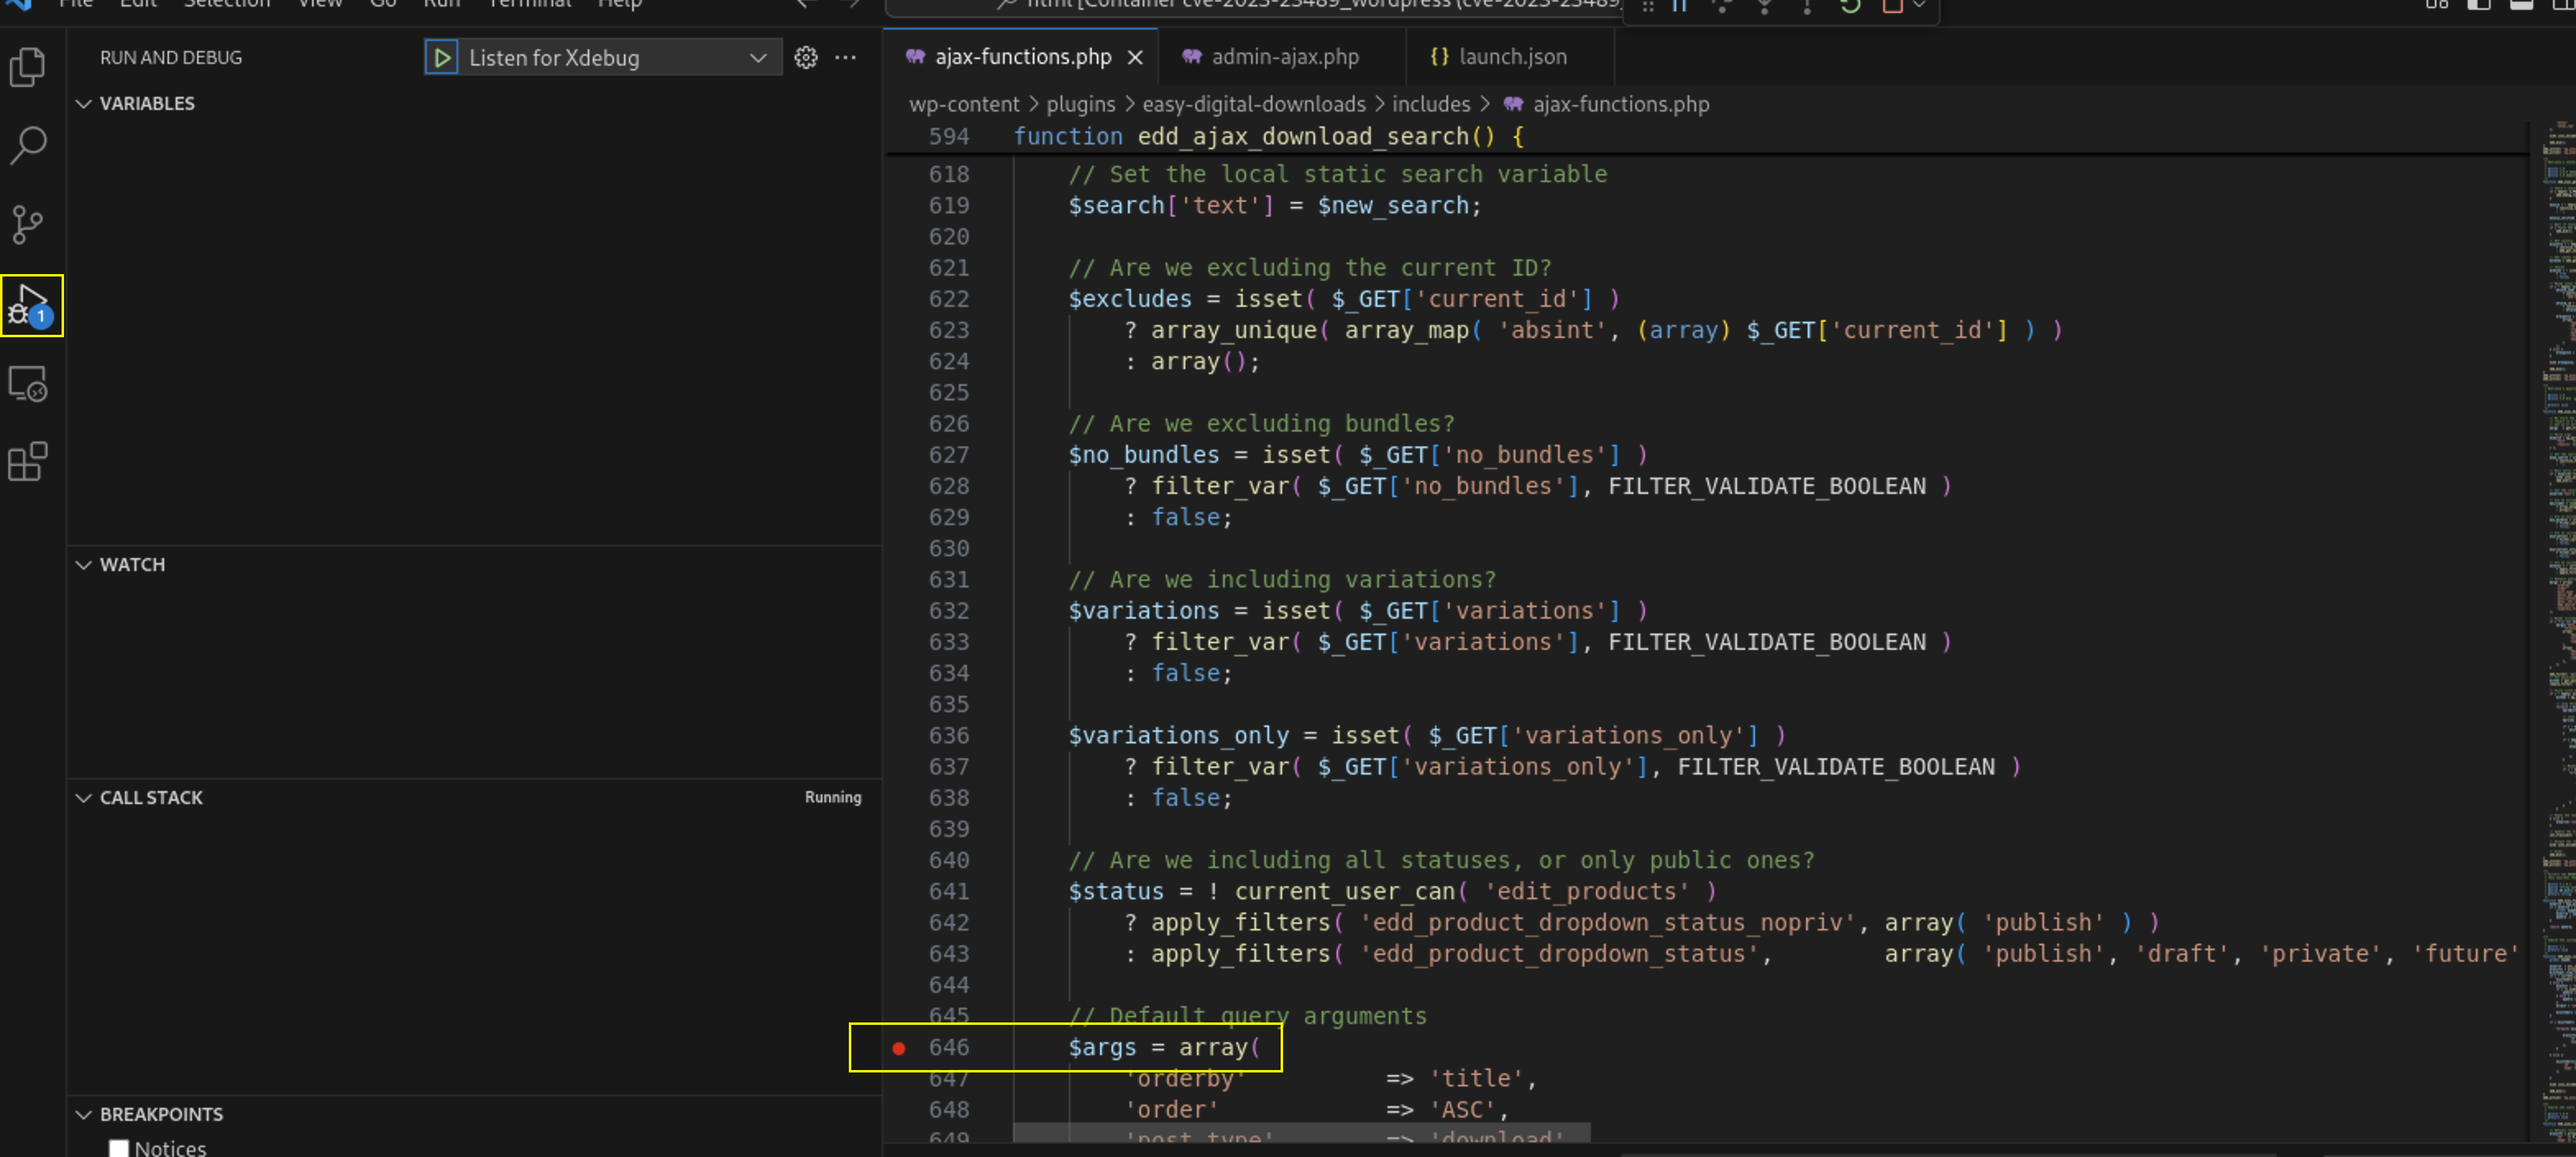 File Edit Selection View Go Run Terminal Help
html [Container cve-2023-23489_wordpress (cve-2023-23489_
RUN AND DEBUG
Listen for Xdebug
ajax-functions.php
admin-ajax.php
{} launch.json
VARIABLES
wp-content > plugins > easy-digital-downloads > includes > ajax-functions.php
594 function edd_ajax_download_search() {
618 // Set the local static search variable
619 $search['text'] = $new_search;
620
621 // Are we excluding the current ID?
622 $excludes = isset( $_GET['current_id'] )
623 ? array_unique( array_map( 'absint', (array) $_GET['current_id'] ) )
624 : array();
625
626 // Are we excluding bundles?
627 $no_bundles = isset( $_GET['no_bundles'] )
628 ? filter_var( $_GET['no_bundles'], FILTER_VALIDATE_BOOLEAN )
629 : false;
630
631 // Are we including variations?
632 $variations = isset( $_GET['variations'] )
633 ? filter_var( $_GET['variations'], FILTER_VALIDATE_BOOLEAN )
634 : false;
635
636 $variations_only = isset( $_GET['variations_only'] )
637 ? filter_var( $_GET['variations_only'], FILTER_VALIDATE_BOOLEAN )
638 : false;
639
640 // Are we including all statuses, or only public ones?
641 $status = ! current_user_can( 'edit_products' )
642 ? apply_filters( 'edd_product_dropdown_status_nopriv', array( 'publish' ) )
643 : apply_filters( 'edd_product_dropdown_status', array( 'publish', 'draft', 'private', 'future'
644
645 // Default query arguments
646 $args = array(
647 'orderby' => 'title',
648 'order' => 'ASC',
649 'post_type' => 'download'
1
WATCH
CALL STACK
Running
BREAKPOINTS
Notices